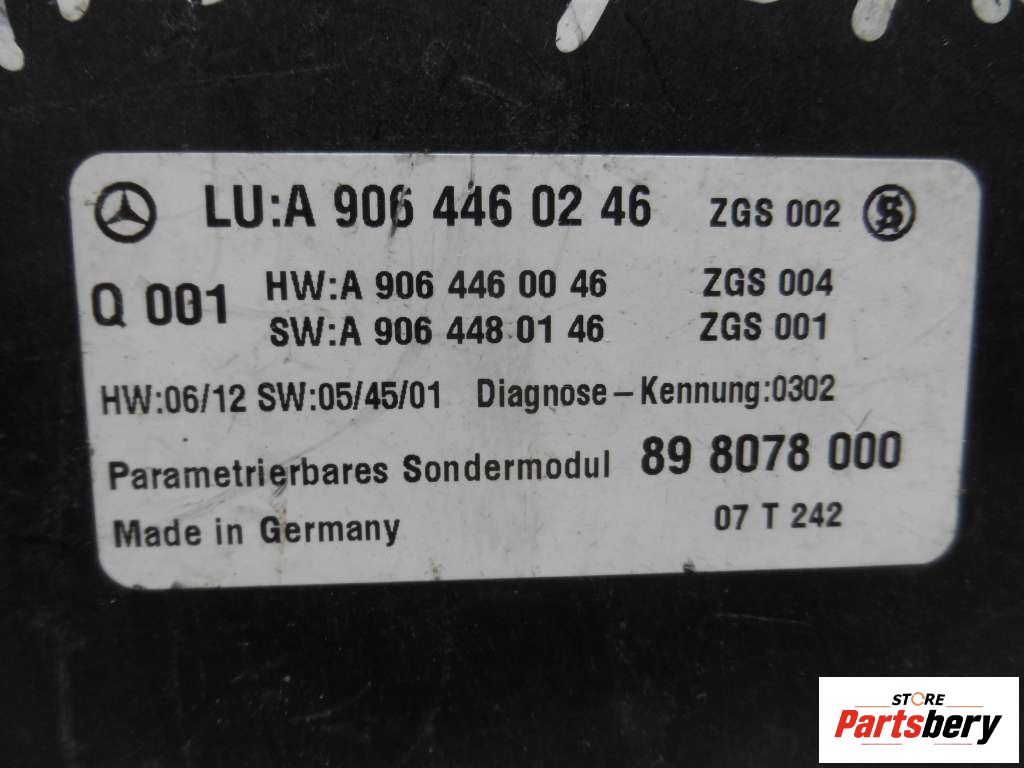 LU:A 906 446 02 46 ZGS 002 S
Q 001 HW:A 906 446 00 46 ZGS 004
SW:A 906 448 01 46 ZGS 001
HW:06/12 SW:05/45/01 Diagnose – Kennung:0302
Parametrierbares Sondermodul 89 8078 000
Made in Germany 07 T 242
STORE
Partsbery